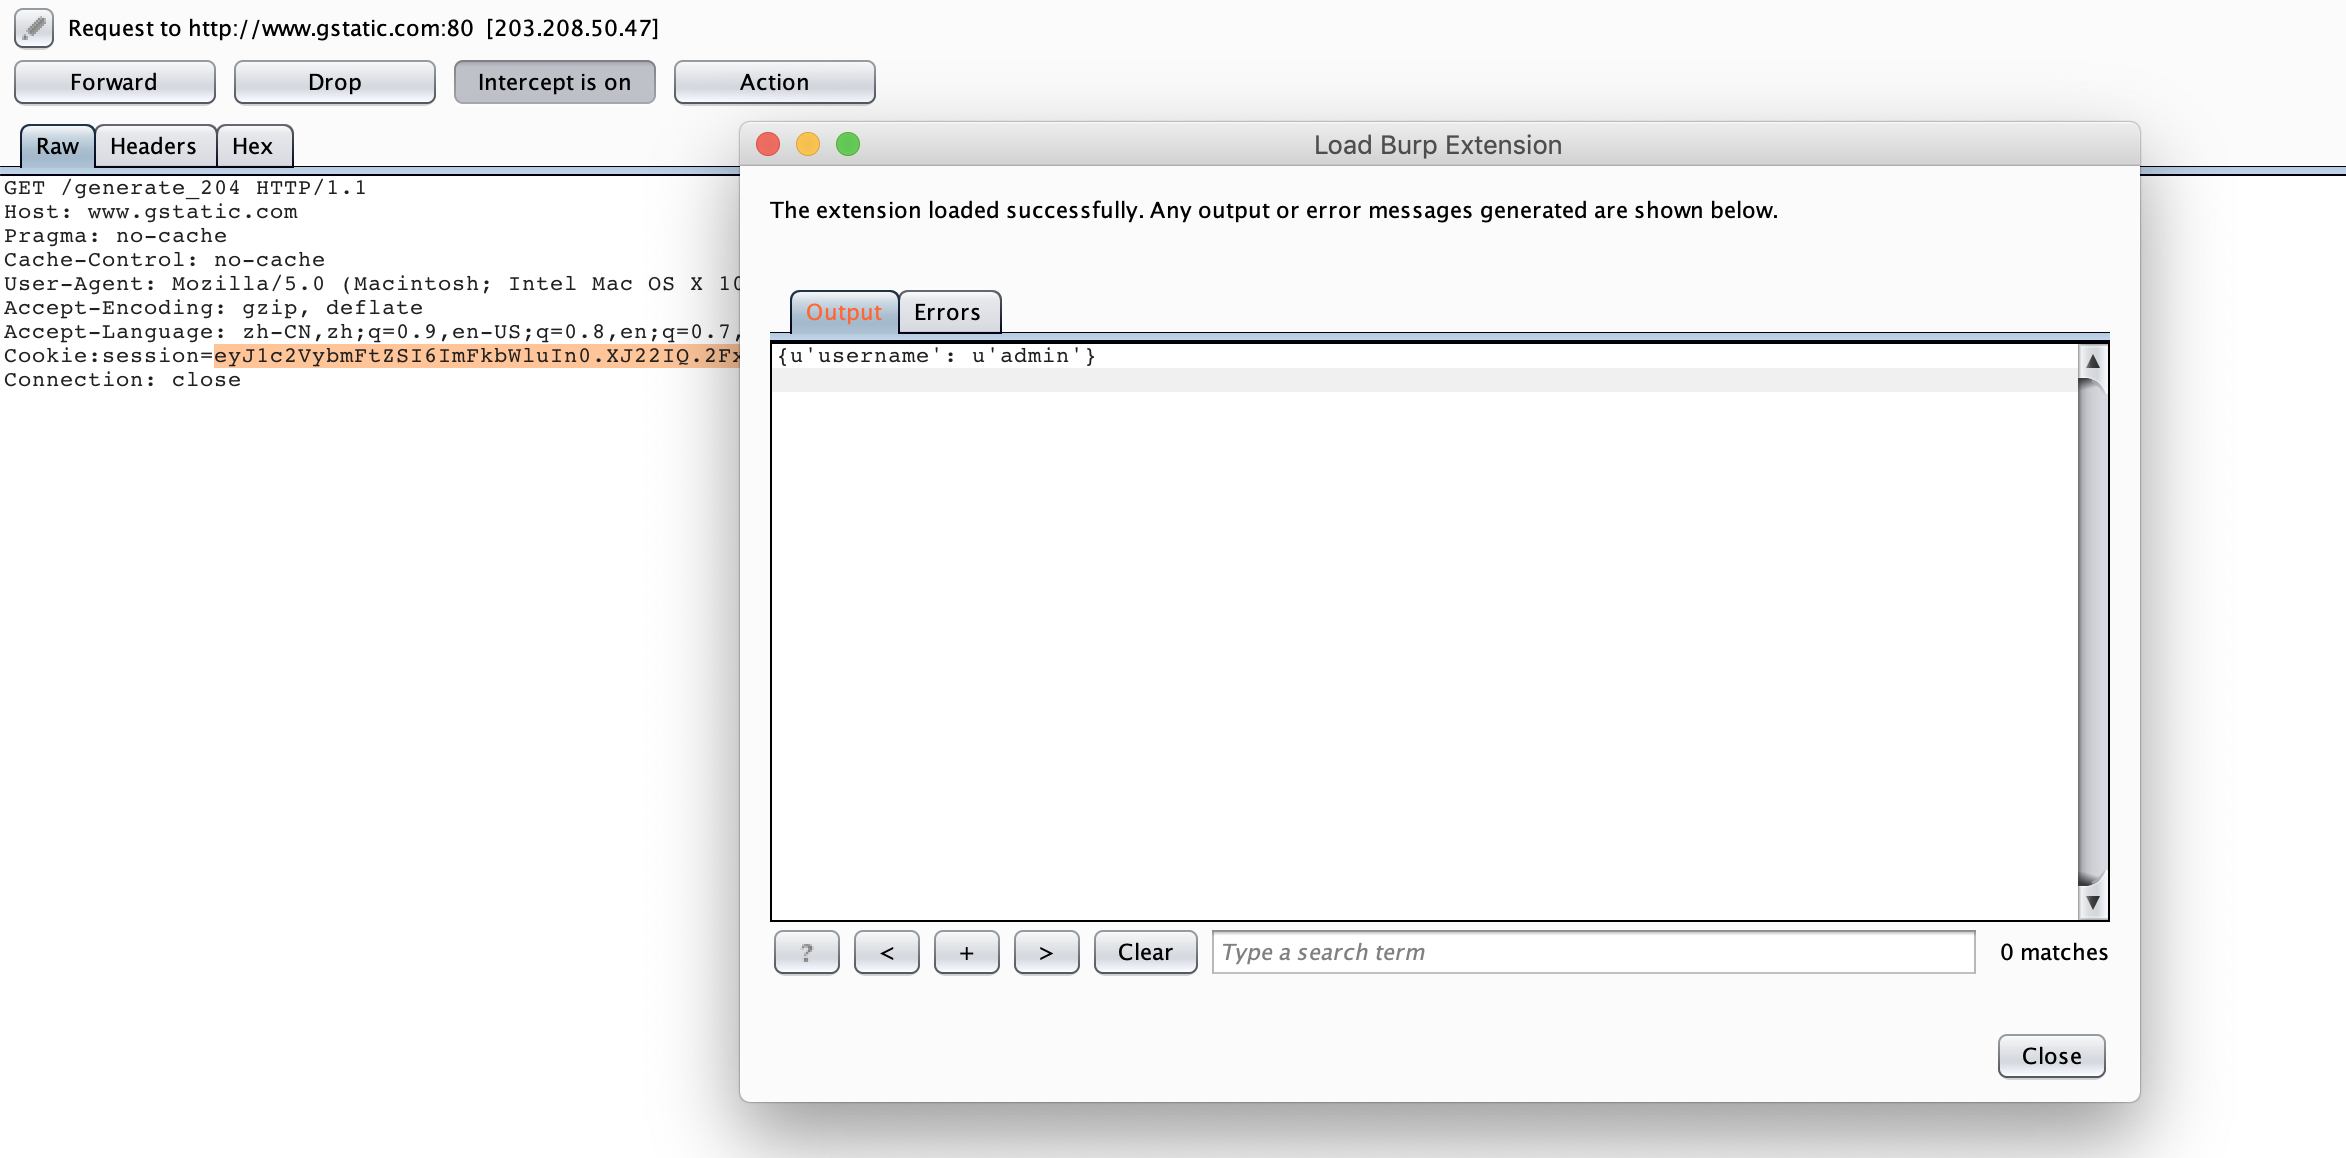 Request to http://www.gstatic.com:80 [203.208.50.47]
Forward
Drop
Intercept is on
Action
Raw
Headers
Hex
GET /generate_204 HTTP/1.1
Host: www.gstatic.com
Pragma: no-cache
Cache-Control: no-cache
User-Agent: Mozilla/5.0 (Macintosh; Intel Mac OS X 10
Accept-Encoding: gzip, deflate
Accept-Language: zh-CN,zh;q=0.9,en-US;q=0.8,en;q=0.7,
Cookie:session=eyJ1c2VybmFtZSI6ImFkbWluIn0.XJ22IQ.2Fx
Connection: close
Load Burp Extension
The extension loaded successfully. Any output or error messages generated are shown below.
Output
Errors
{u'username': u'admin'}
?
<
+
>
Clear
Type a search term
0 matches
Close